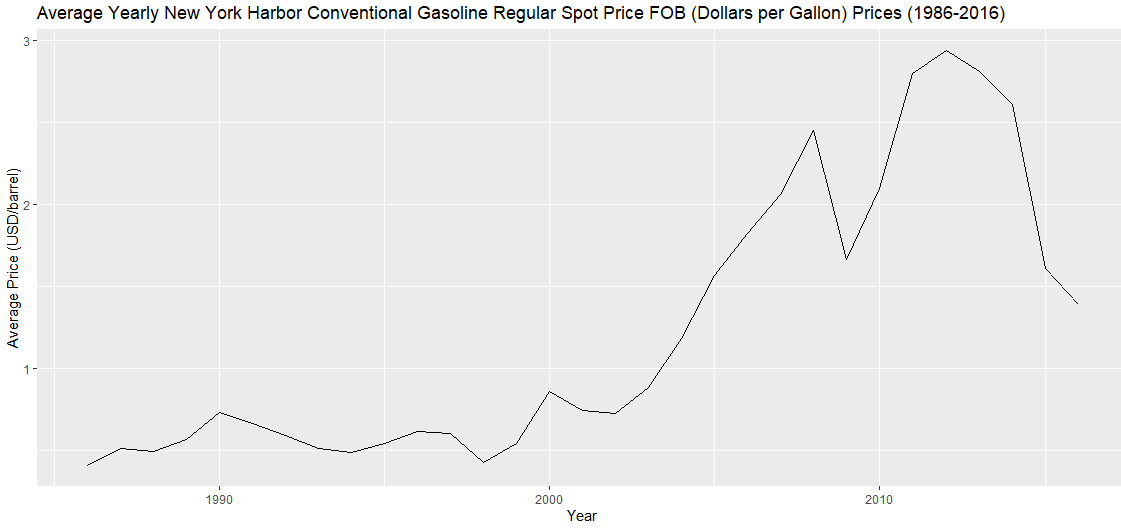 Average Yearly New York Harbor Conventional Gasoline Regular Spot Price FOB (Dollars per Gallon) Prices (1986-2016)
Average Price (USD/barrel)
3
2
1
1990
2000
2010
Year